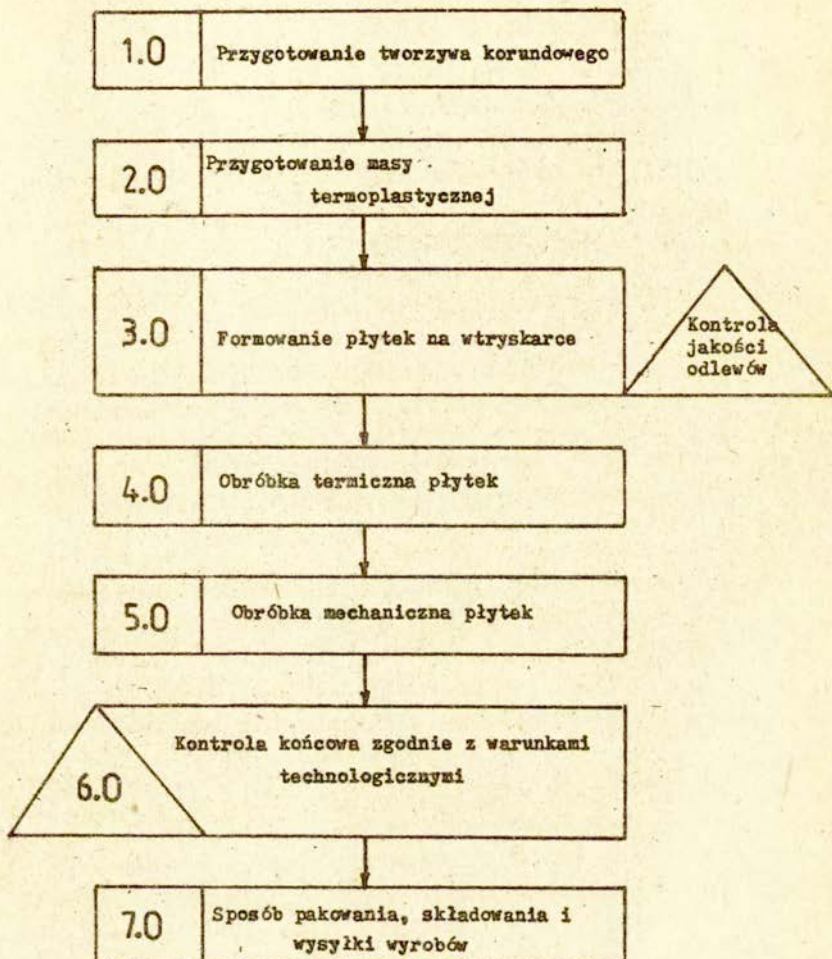 1.0 Przygotowanie tworzywa korundowego
2.0 Przygotowanie masy
termoplastycznej
3.0 Formowanie płytek na wtryskarce
Kontrola
jakości
odlewów
4.0 Obróbka termiczna płytek
5.0 Obróbka mechaniczna płytek
6.0 Kontrola końcowa zgodnie z warunkami
technologicznymi
7.0 Sposób pakowania, składowania i
wysyłki wyrobów